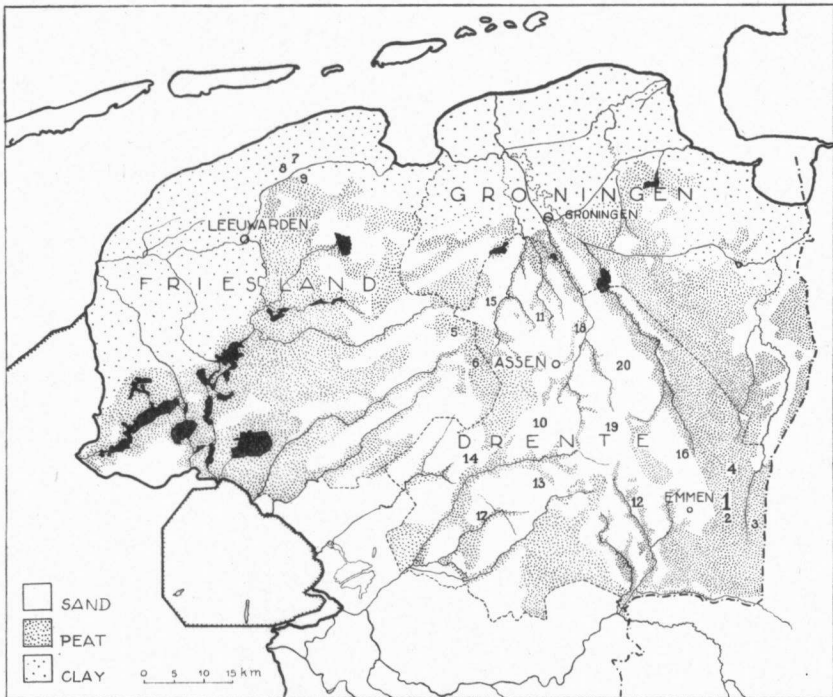 7
8
9
GRONINGEN
GRONINGEN
LEEUWARDEN
FRIESLAND
15
11
5
18
6
ASSEN
20
10
19
DRENTE
16
14
4
13
EMMEN
12
1
17
2
3
SAND
PEAT
CLAY
0 5 10 15 km